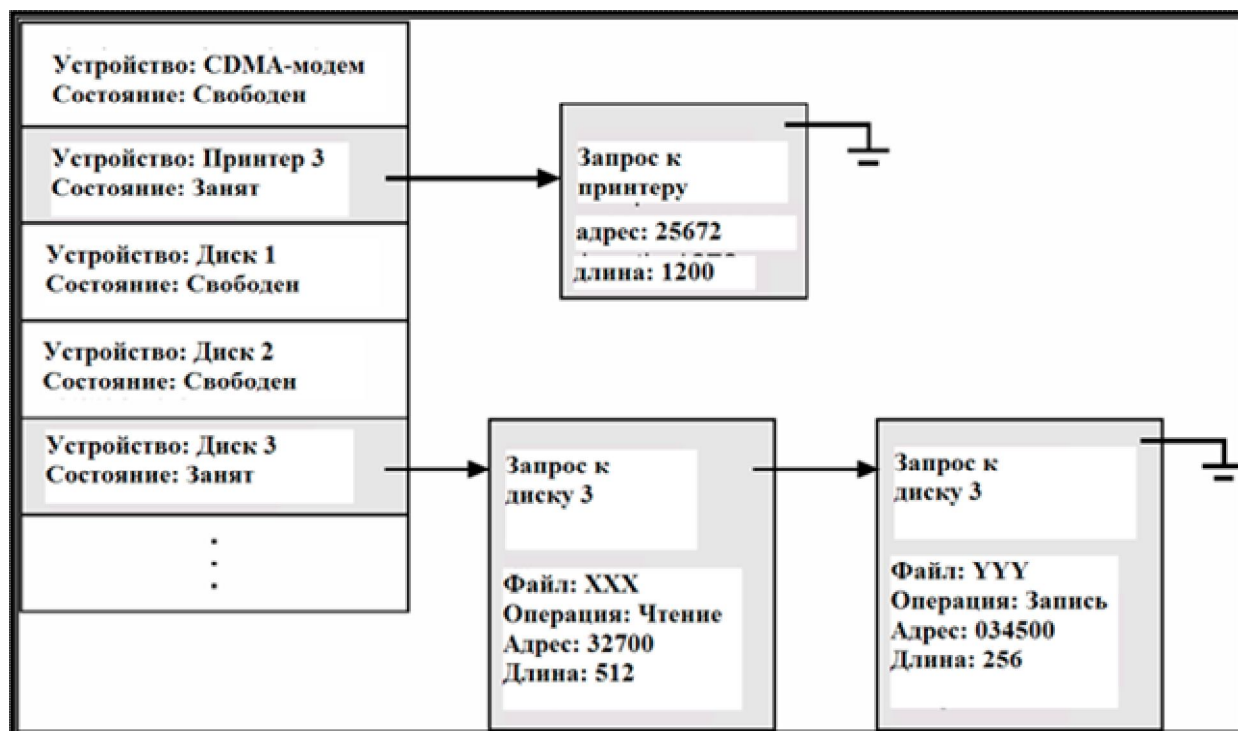 Устройство: CDMA-модем
Состояние: Свободен
Устройство: Принтер 3
Состояние: Занят
Устройство: Диск 1
Состояние: Свободен
Устройство: Диск 2
Состояние: Свободен
Устройство: Диск 3
Состояние: Занят
Запрос к
принтеру
адрес: 25672
длина: 1200
Запрос к
диску 3
Файл: XXX
Операция: Чтение
Адрес: 32700
Длина: 512
Запрос к
диску 3
Файл: YYY
Операция: Запись
Адрес: 034500
Длина: 256